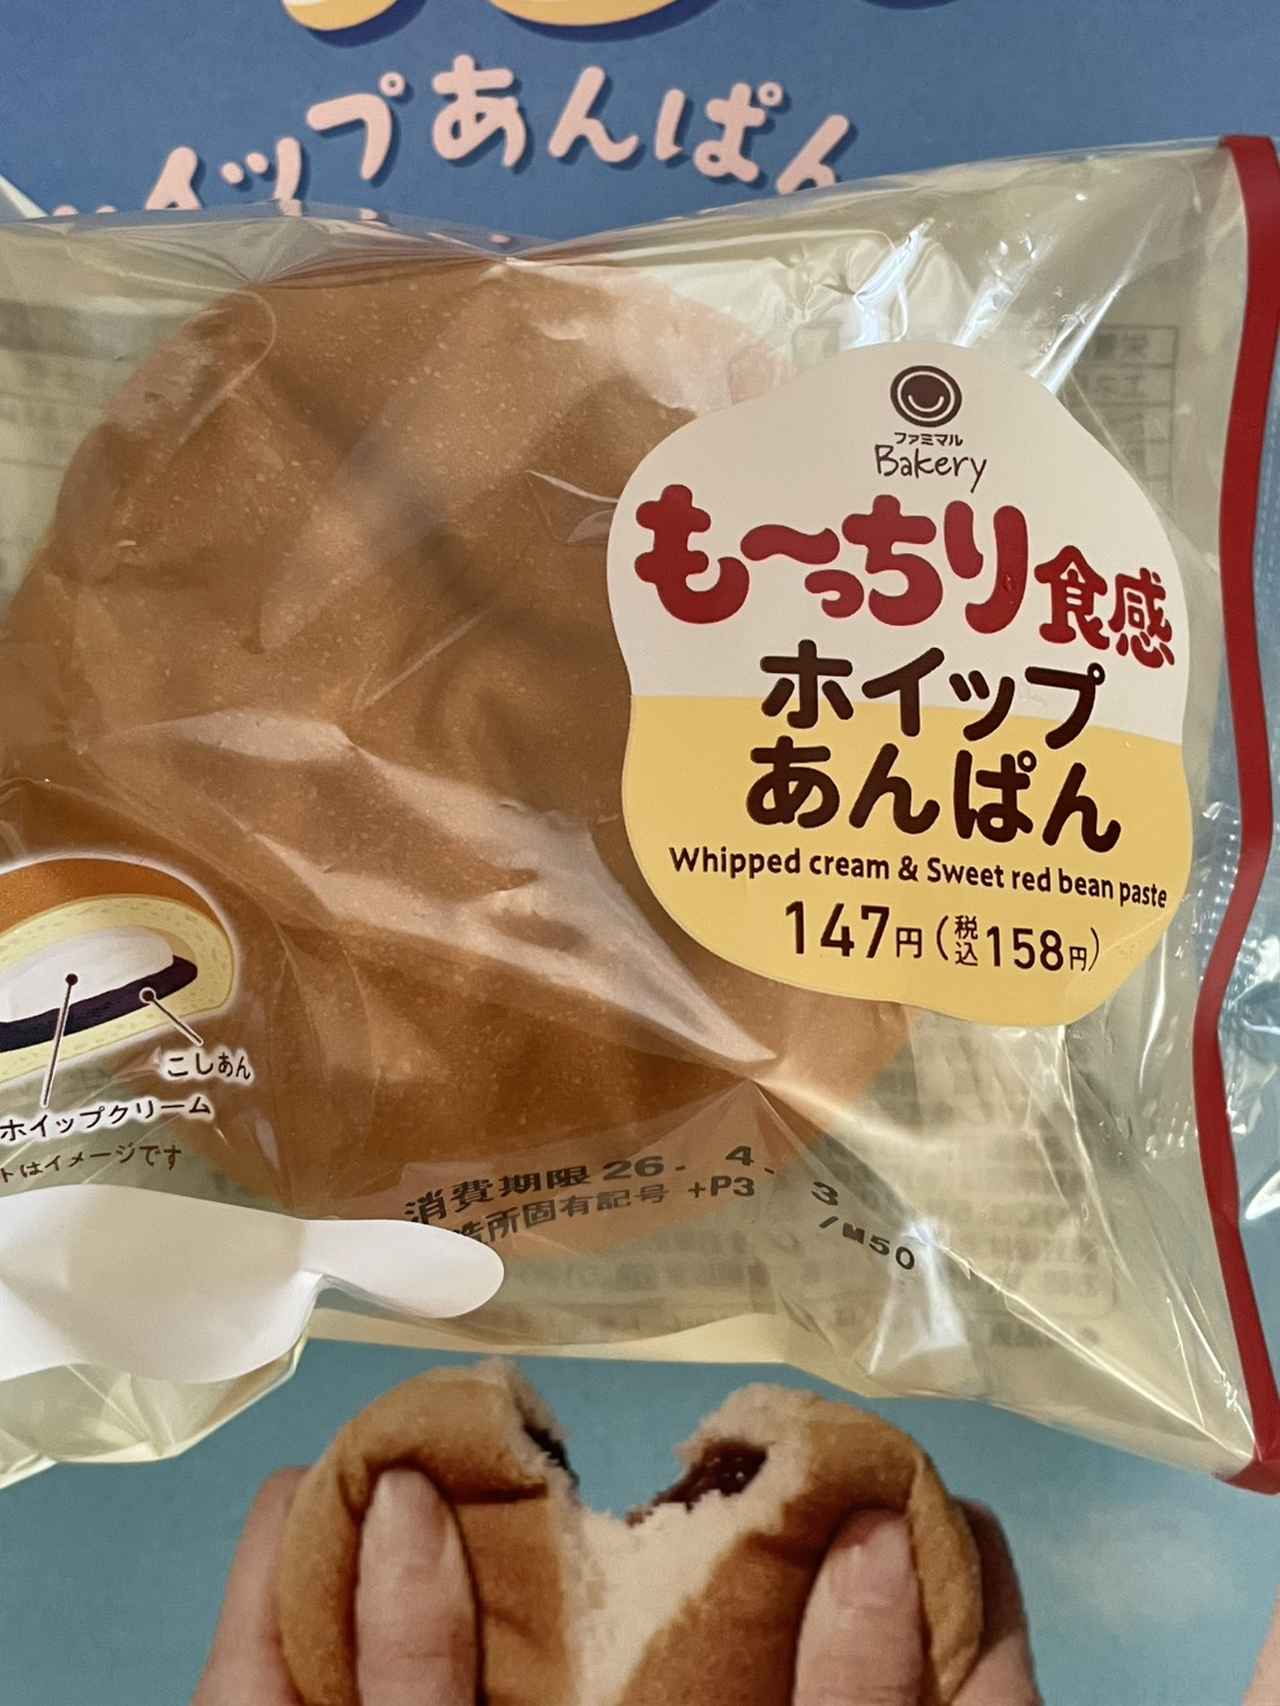 イップあんぱん
ファミマル
Bakery
も〜っちり食感
ホイップ
あんぱん
Whipped cream & Sweet red bean paste
147円(税込158円)
こしあん
ホイップクリーム
トはイメージです
消費期限 26. 4. 3
造所固有記号 +P3 /M50